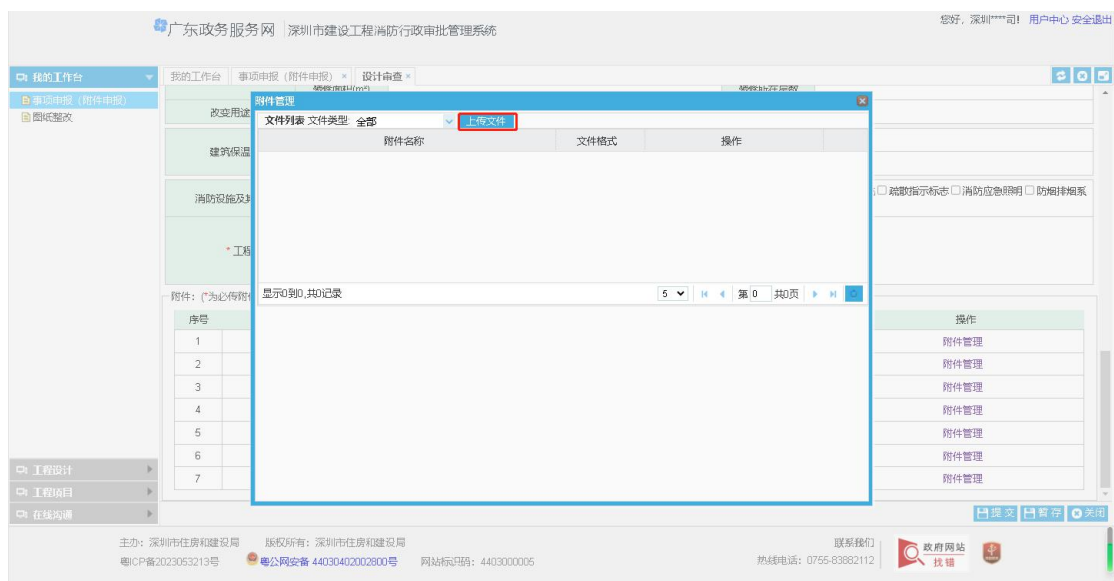 您好，深圳****司! 用户中心 安全退出
广东政务服务网 深圳市建设工程消防行政审批管理系统
我的工作台
我的工作台 事项申报（附件申报） × 设计审查 ×
事项申报（附件申报）
图纸整改
装修面积(m²) 装修所在层数
改变用途
建筑保温
消防设施及其
疏散指示标志 消防应急照明 防烟排烟系
* 工程
附件管理
文件列表 文件类型 全部 上传文件
附件名称 文件格式 操作
显示0到0,共0记录 5 第 0 共0页
附件：(*为必传附件
序号 操作
1 附件管理
2 附件管理
3 附件管理
4 附件管理
5 附件管理
6 附件管理
7 附件管理
工程设计
工程项目
在线沟通
提交 暂存 关闭
主办：深圳市住房和建设局 版权所有：深圳市住房和建设局 联系我们
粤ICP备2023053213号 粤公网安备 44030402002800号 网站标识码：4403000005 热线电话：0755-83882112
政府网站
找错